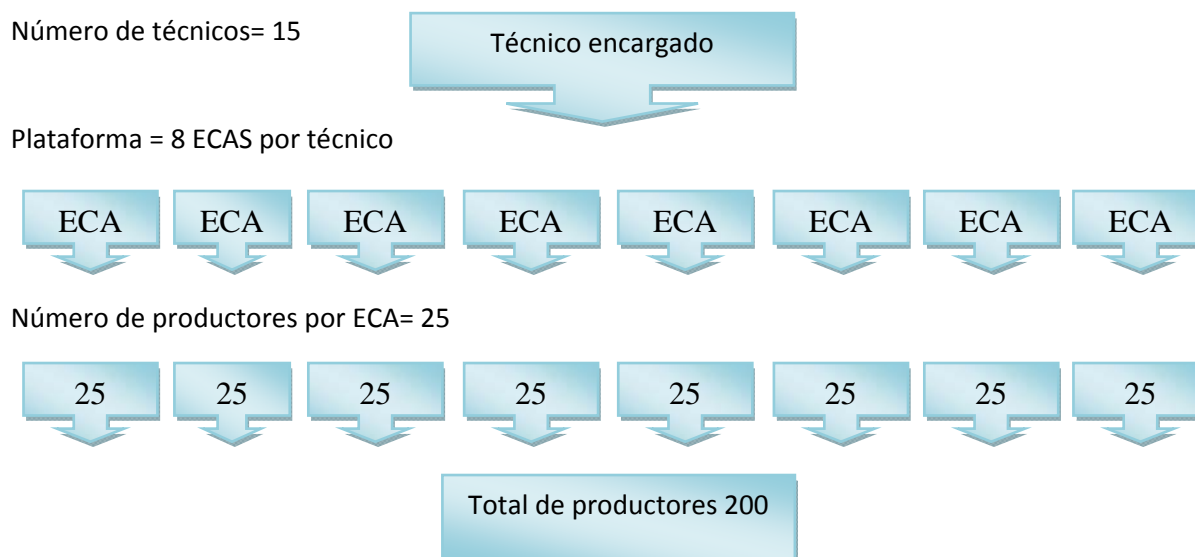 Número de técnicos= 15
Técnico encargado
Plataforma = 8 ECAS por técnico
ECA ECA ECA ECA ECA ECA ECA ECA
Número de productores por ECA= 25
25 25 25 25 25 25 25 25
Total de productores 200